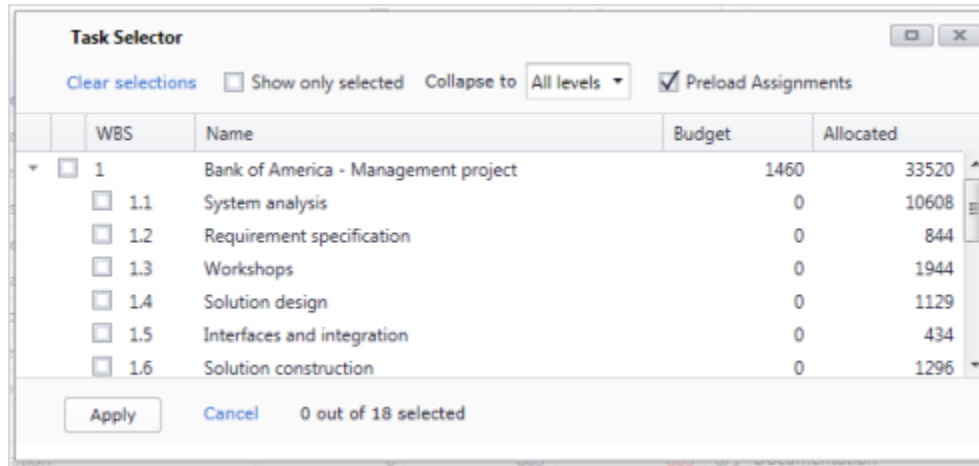 Task Selector
Clear selections Show only selected Collapse to All levels Preload Assignments
WBS Name Budget Allocated
1 Bank of America - Management project 1460 33520
1.1 System analysis 0 10608
1.2 Requirement specification 0 844
1.3 Workshops 0 1944
1.4 Solution design 0 1129
1.5 Interfaces and integration 0 434
1.6 Solution construction 0 1296
Apply Cancel 0 out of 18 selected